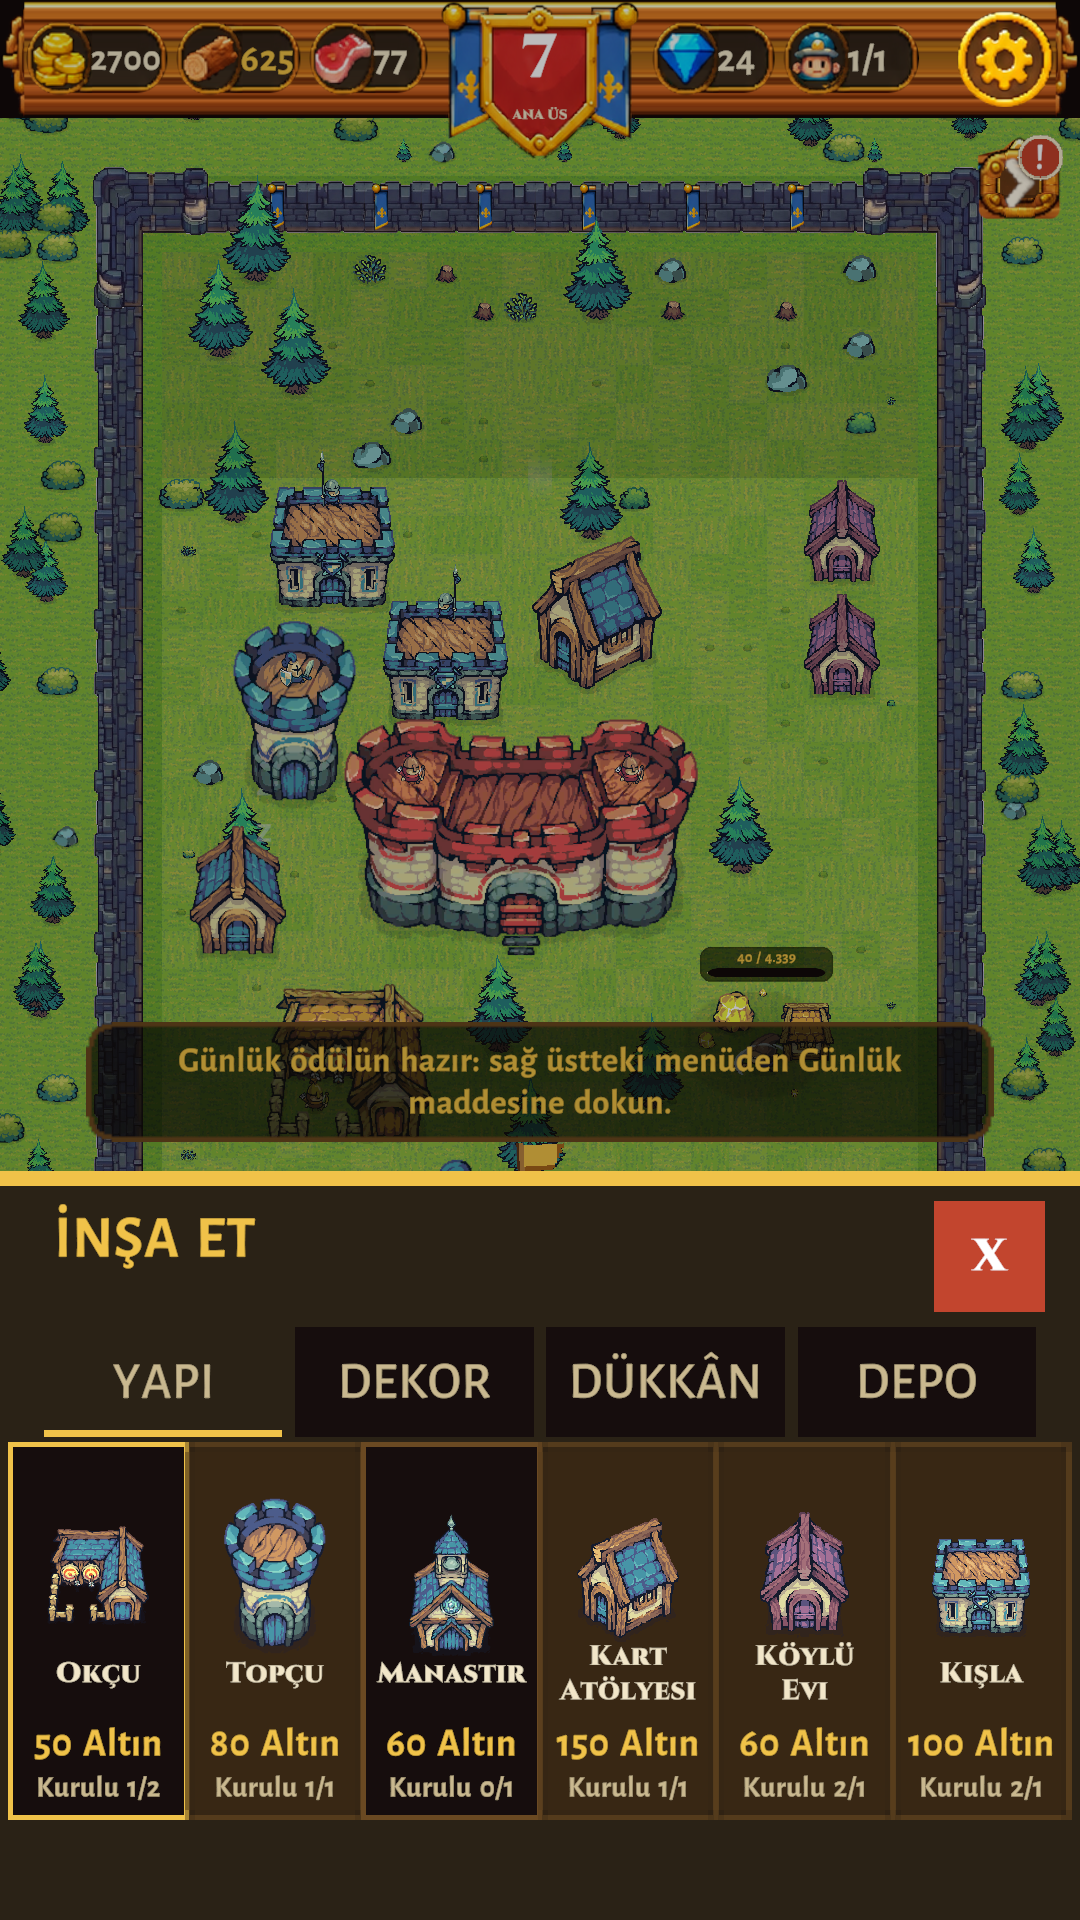 2700
625
77
7
ANA ÜS
24
1/1
!
40 / 4.339
Günlük ödülün hazır: sağ üstteki menüden Günlük
maddesine dokun.
İNŞA ET
X
YAPI
DEKOR
DÜKKÂN
DEPO
Okçu
50 Altın
Kurulu 1/2
Topçu
80 Altın
Kurulu 1/1
Manastır
60 Altın
Kurulu 0/1
Kart
Atölyesi
150 Altın
Kurulu 1/1
Köylü
Evi
60 Altın
Kurulu 2/1
Kışla
100 Altın
Kurulu 2/1